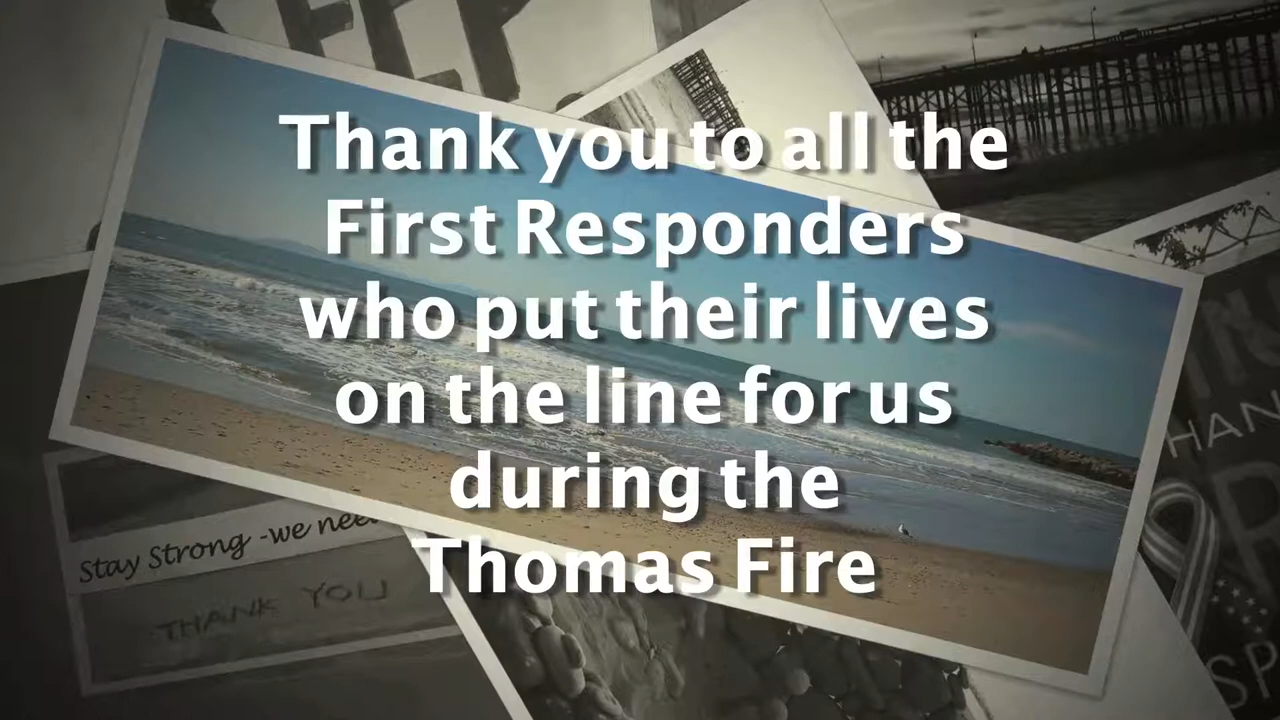 Thank you to all the
First Responders
who put their lives
on the line for us
during the
Thomas Fire
Stay Strong -we
THANK YOU